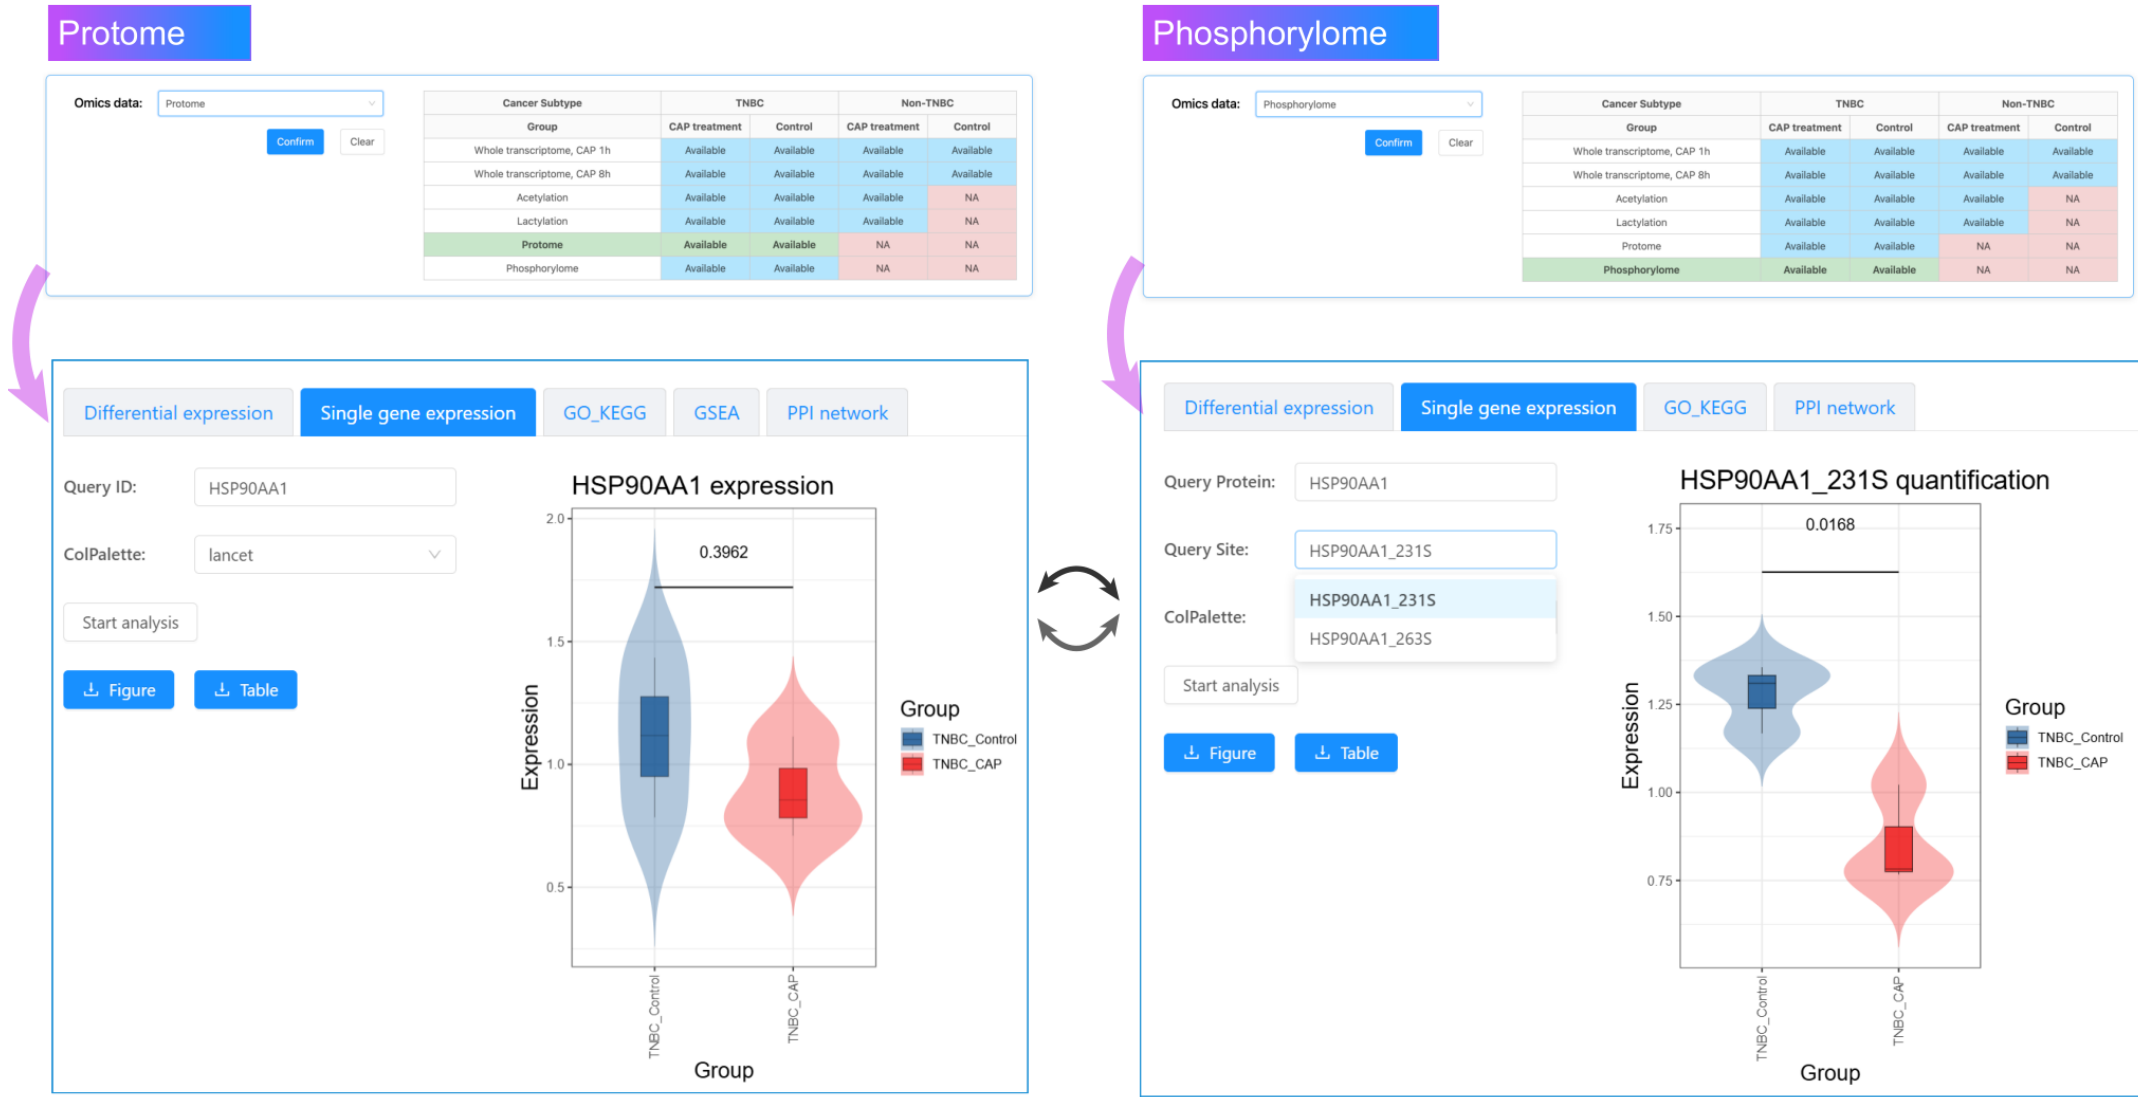 Protome
Omics data: Protome
Confirm Clear
Cancer Subtype TNBC Non-TNBC
Group CAP treatment Control CAP treatment Control
Whole transcriptome, CAP 1h Available Available Available Available
Whole transcriptome, CAP 8h Available Available Available Available
Acetylation Available Available Available NA
Lactylation Available Available Available NA
Protome Available Available NA NA
Phosphorylome Available Available NA NA
Differential expression Single gene expression GO_KEGG GSEA PPI network
Query ID: HSP90AA1
ColPalette: lancet
Start analysis
Figure Table
HSP90AA1 expression
2.0
0.3962
1.5
1.0
0.5
Expression
TNBC_Control
TNBC_CAP
Group
Group
TNBC_Control
TNBC_CAP
Phosphorylome
Omics data: Phosphorylome
Confirm Clear
Cancer Subtype TNBC Non-TNBC
Group CAP treatment Control CAP treatment Control
Whole transcriptome, CAP 1h Available Available Available Available
Whole transcriptome, CAP 8h Available Available Available Available
Acetylation Available Available Available NA
Lactylation Available Available Available NA
Protome Available Available NA NA
Phosphorylome Available Available NA NA
Differential expression Single gene expression GO_KEGG PPI network
Query Protein: HSP90AA1
Query Site: HSP90AA1_231S
HSP90AA1_231S
HSP90AA1_263S
ColPalette:
Start analysis
Figure Table
HSP90AA1_231S quantification
1.75
0.0168
1.50
1.25
1.00
0.75
Expression
TNBC_Control
TNBC_CAP
Group
Group
TNBC_Control
TNBC_CAP